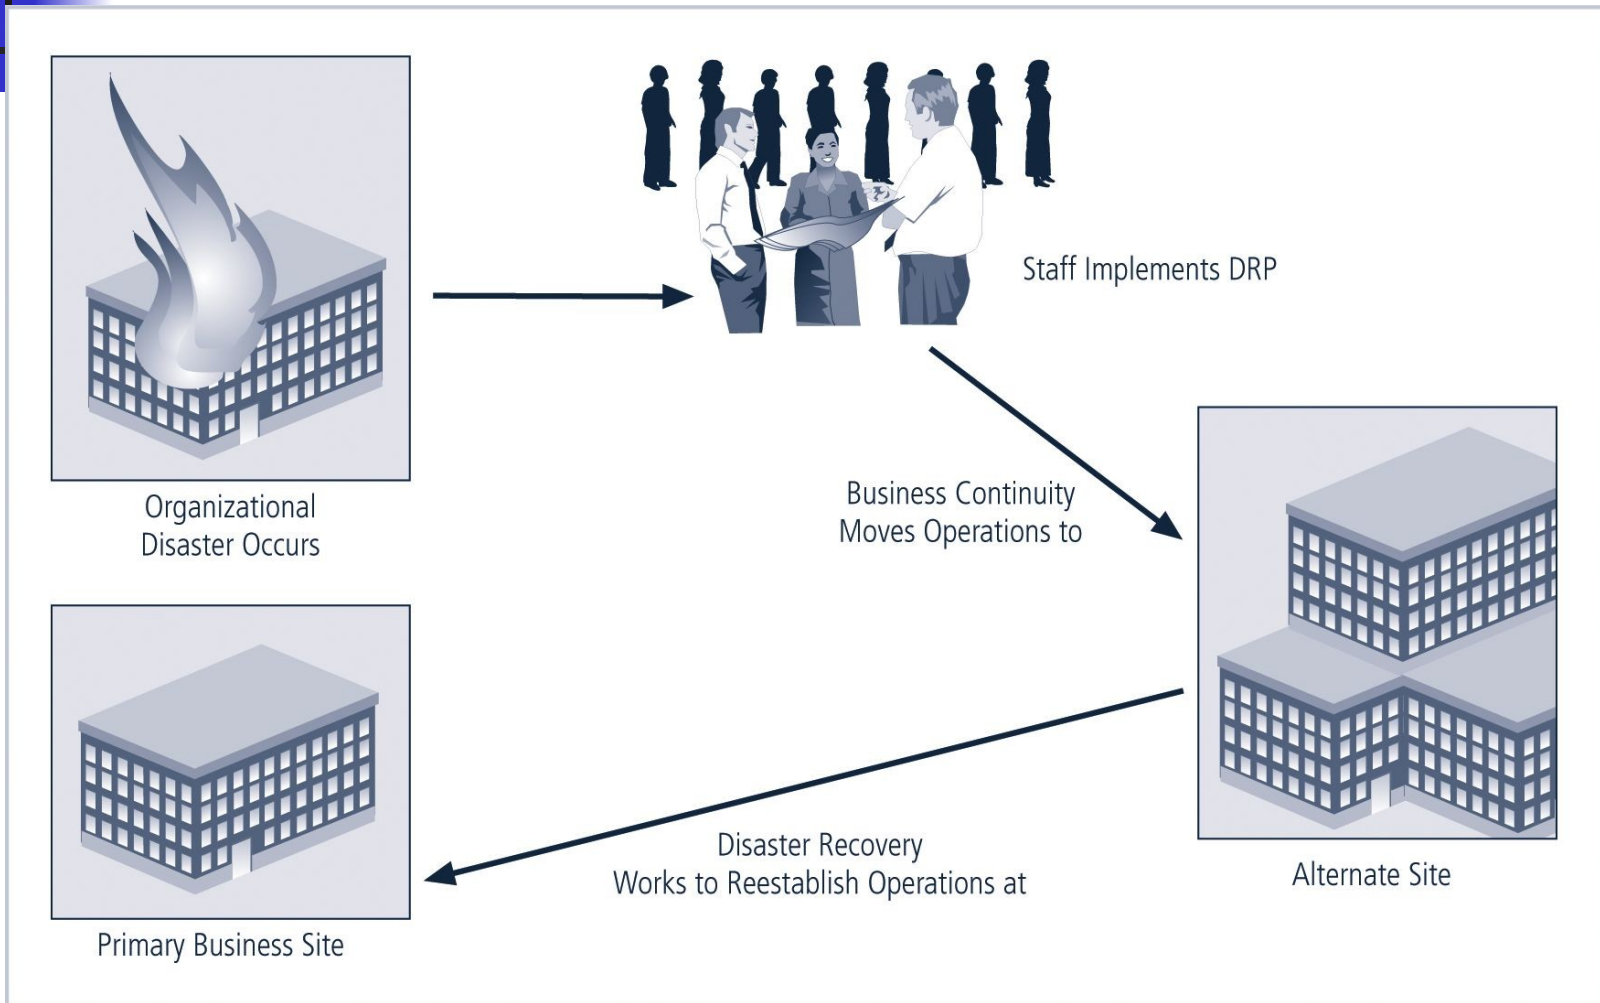 Staff Implements DRP
Organizational
Disaster Occurs
Business Continuity
Moves Operations to
Alternate Site
Disaster Recovery
Works to Reestablish Operations at
Primary Business Site